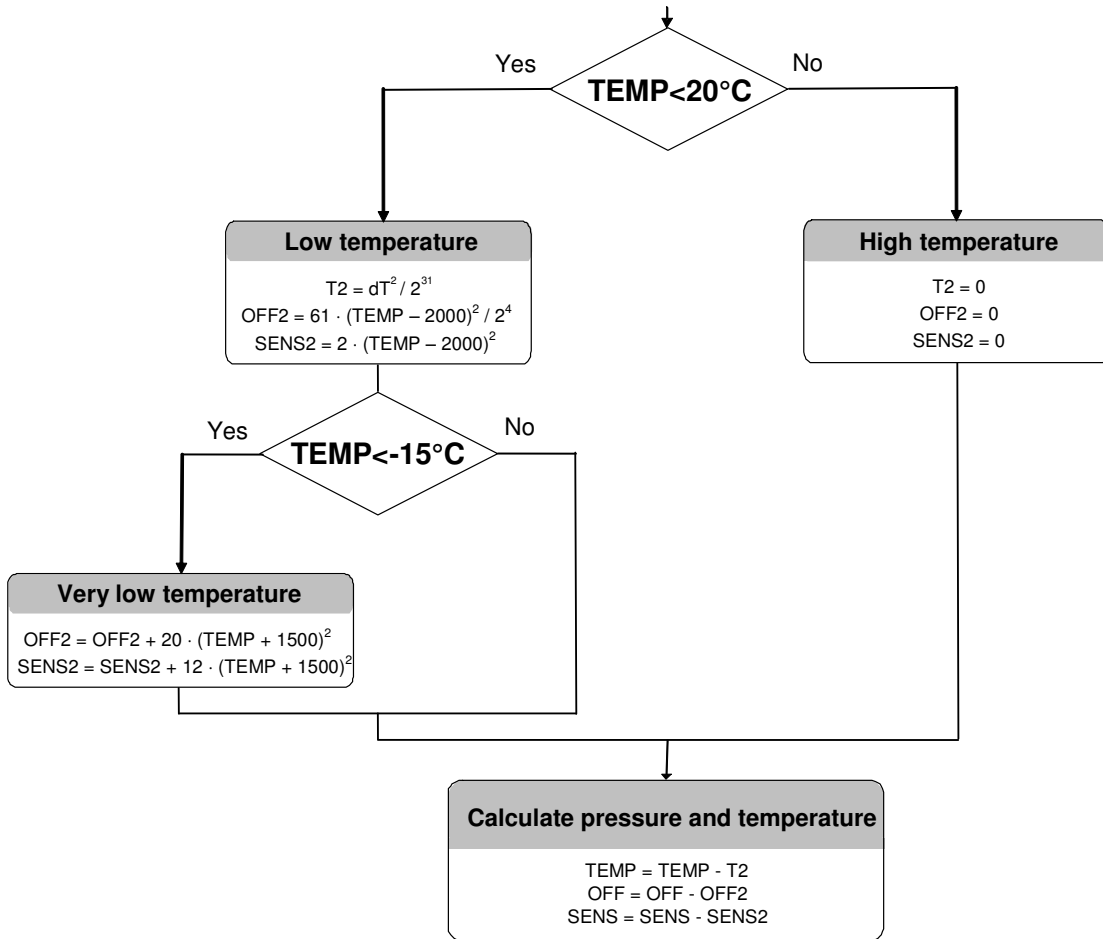 Yes
No
TEMP<20°C
Low temperature
T2 = dT² / 2³¹
OFF2 = 61 · (TEMP – 2000)² / 2⁴
SENS2 = 2 · (TEMP – 2000)²
High temperature
T2 = 0
OFF2 = 0
SENS2 = 0
Yes
No
TEMP<-15°C
Very low temperature
OFF2 = OFF2 + 20 · (TEMP + 1500)²
SENS2 = SENS2 + 12 · (TEMP + 1500)²
Calculate pressure and temperature
TEMP = TEMP - T2
OFF = OFF - OFF2
SENS = SENS - SENS2